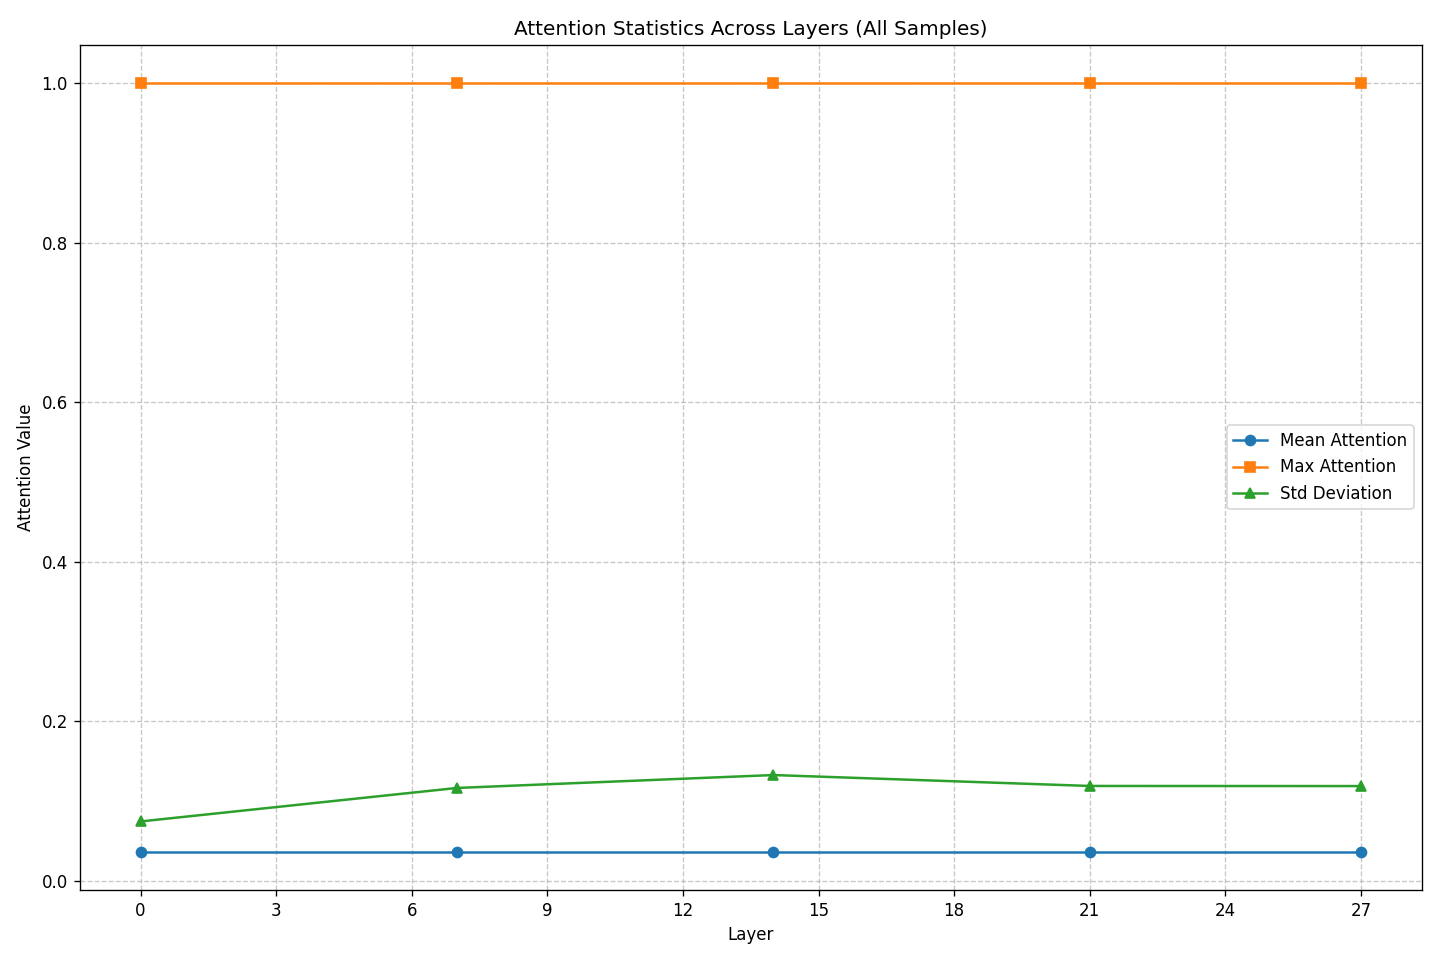 Attention Statistics Across Layers (All Samples)
Attention Value
1.0
0.8
0.6
0.4
0.2
0.0
Mean Attention
Max Attention
Std Deviation
0 3 6 9 12 15 18 21 24 27
Layer